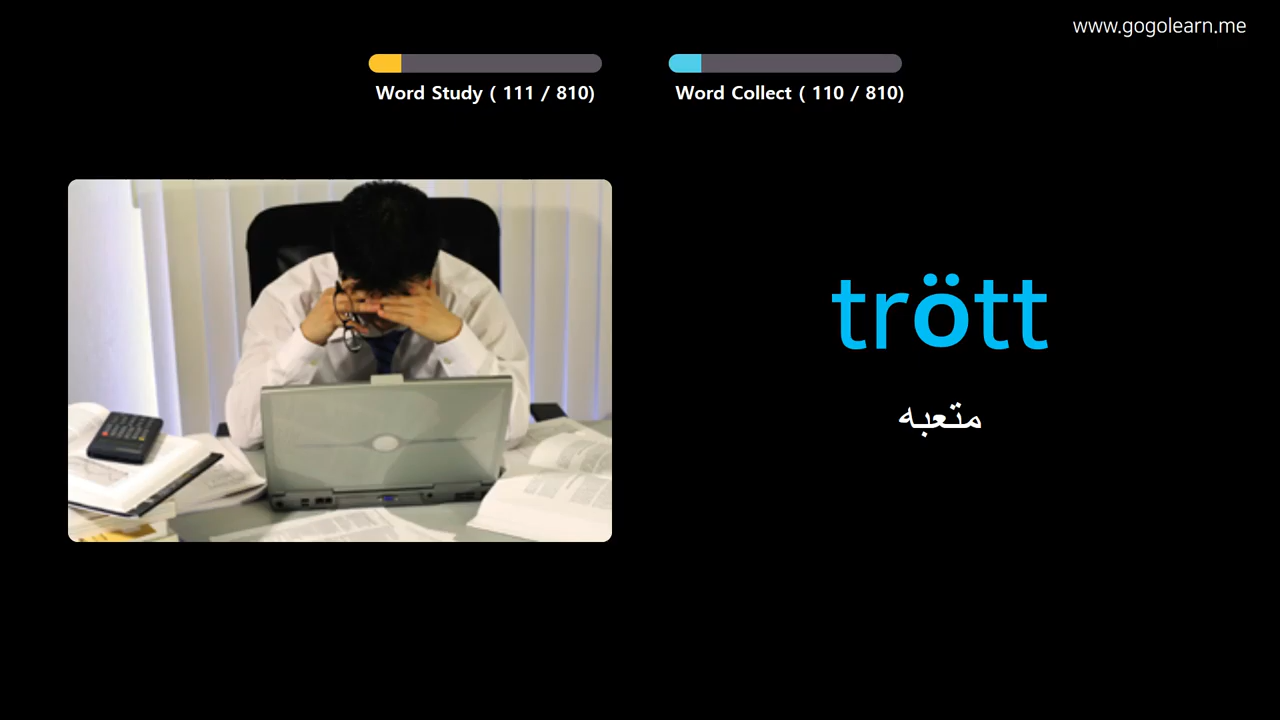 www.gogolearn.me
Word Study ( 111 / 810)
Word Collect ( 110 / 810)
trött
متعبه